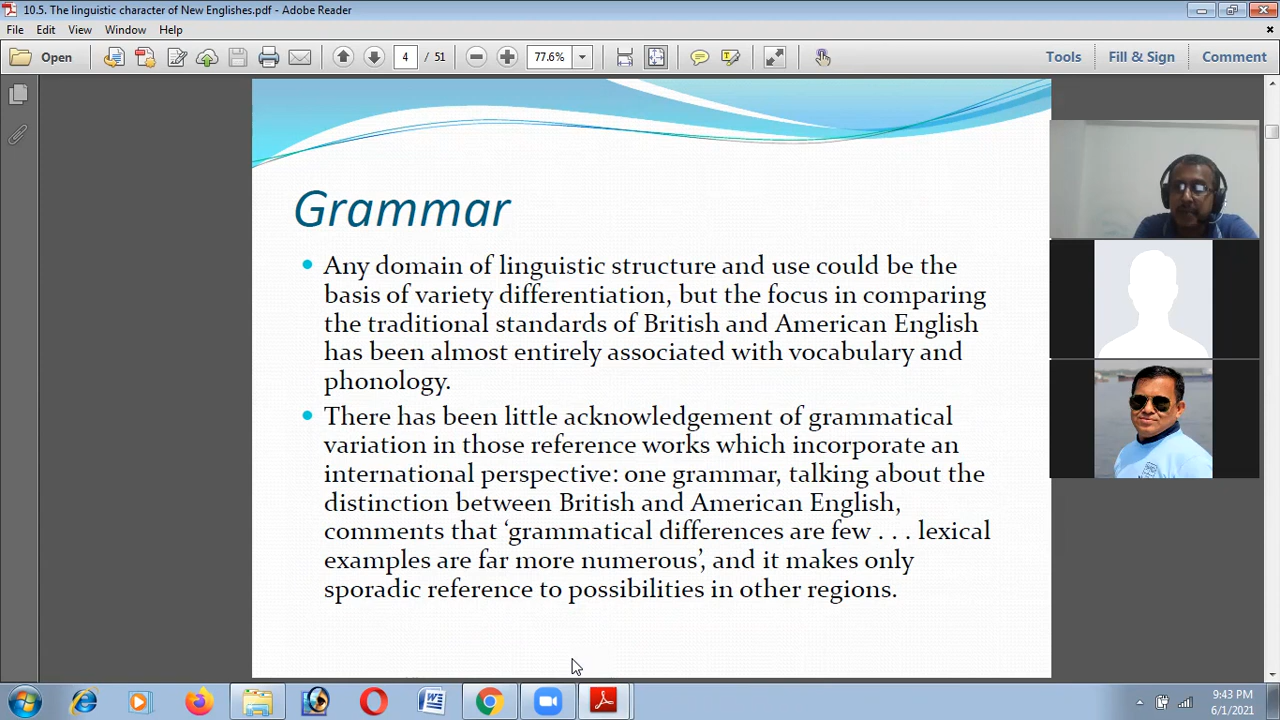 10.5. The linguistic character of New Englishes.pdf - Adobe Reader
File Edit View Window Help
Open 4 / 51 77.6% Tools Fill & Sign Comment
Grammar
Any domain of linguistic structure and use could be the
basis of variety differentiation, but the focus in comparing
the traditional standards of British and American English
has been almost entirely associated with vocabulary and
phonology.
There has been little acknowledgement of grammatical
variation in those reference works which incorporate an
international perspective: one grammar, talking about the
distinction between British and American English,
comments that ‘grammatical differences are few . . . lexical
examples are far more numerous’, and it makes only
sporadic reference to possibilities in other regions.
9:43 PM
6/1/2021